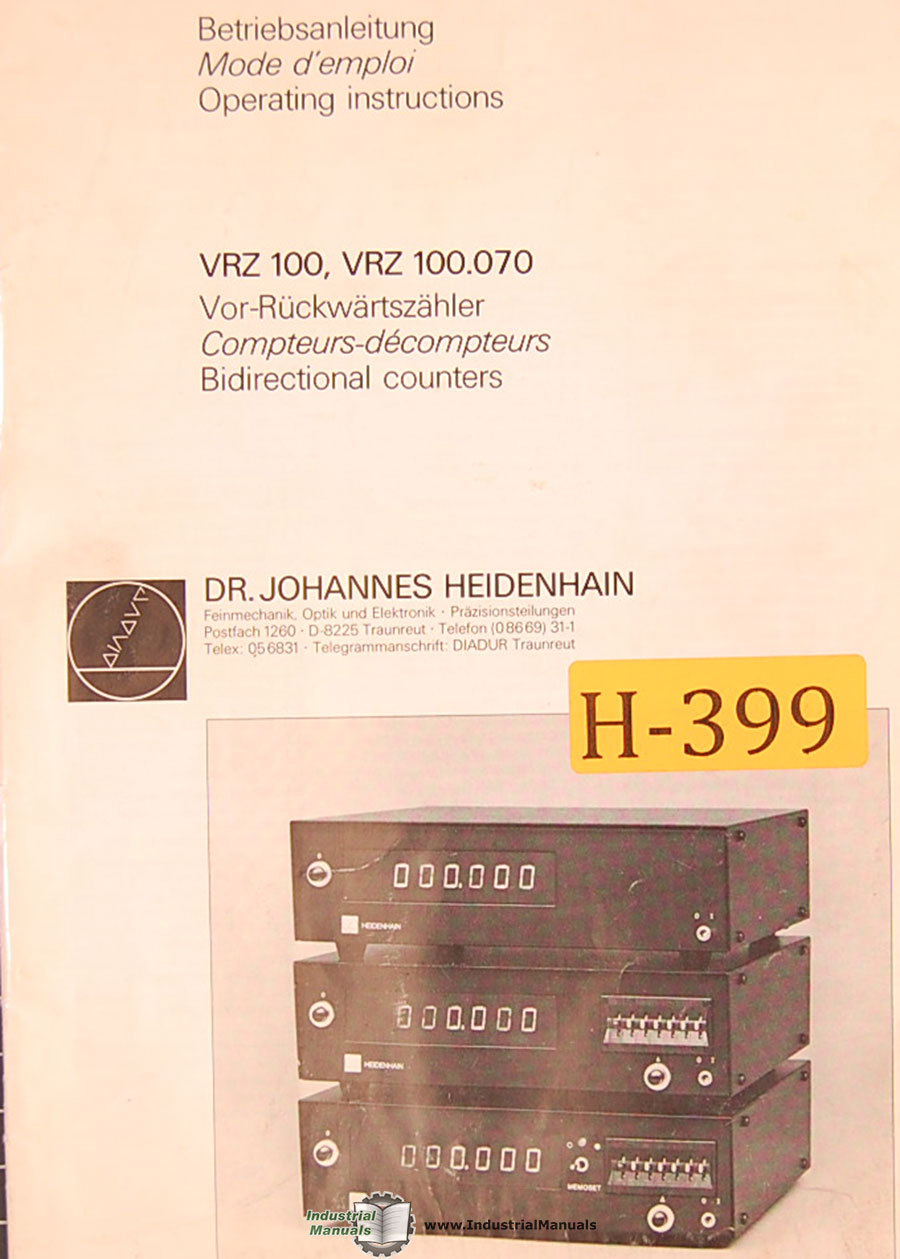 Betriebsanleitung
Mode d'emploi
Operating instructions
VRZ 100, VRZ 100.070
Vor-Rückwärtszähler
Compteurs-décompteurs
Bidirectional counters
DR. JOHANNES HEIDENHAIN
Feinmechanik, Optik und Elektronik · Präzisionsteilungen
Postfach 1260 · D-8225 Traunreut · Telefon (08669) 31-1
Telex: 056831 · Telegrammanschrift: DIADUR Traunreut
DIADUR
H-399
000.000
HEIDENHAIN
000.000
HEIDENHAIN
000.000
MEMOSET
Industrial
Manuals
www.IndustrialManuals